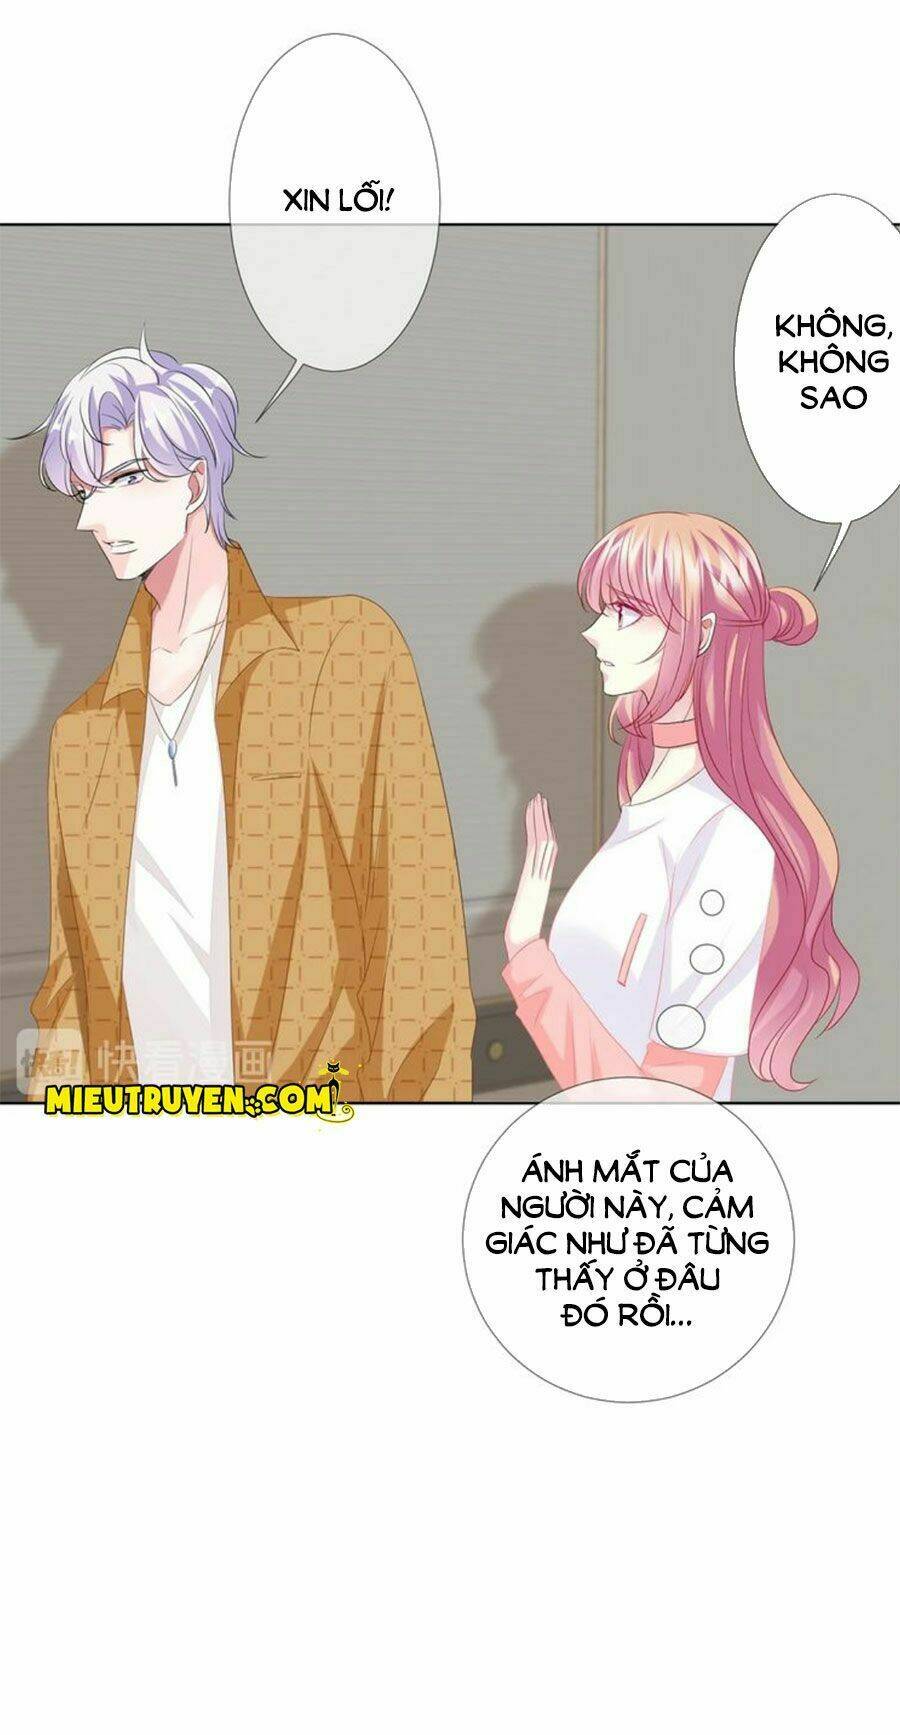 XIN LỖI!
KHÔNG,
KHÔNG
SAO
快看漫画
MIEUTRUYEN.COM
ÁNH MẮT CỦA
NGƯỜI NÀY, CẢM
GIÁC NHƯ ĐÃ TỪNG
THẤY Ở ĐÂU
ĐÓ RỒI...